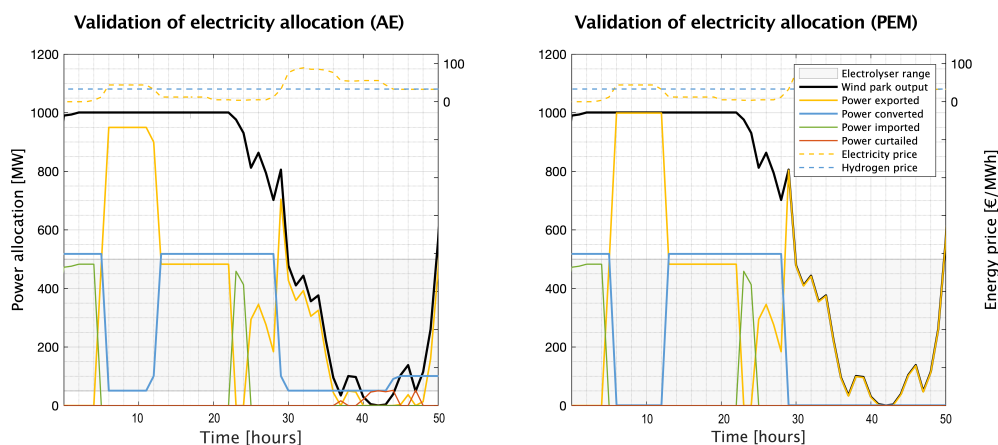 Validation of electricity allocation (AE)
1200
1000
800
600
400
200
0
10
20
30
40
50
100
0
Power allocation [MW]
Time [hours]
Validation of electricity allocation (PEM)
1200
1000
800
600
400
200
0
10
20
30
40
50
100
0
Electrolyser range
Wind park output
Power exported
Power converted
Power imported
Power curtailed
Electricity price
Hydrogen price
Energy price [€/MWh]
Time [hours]